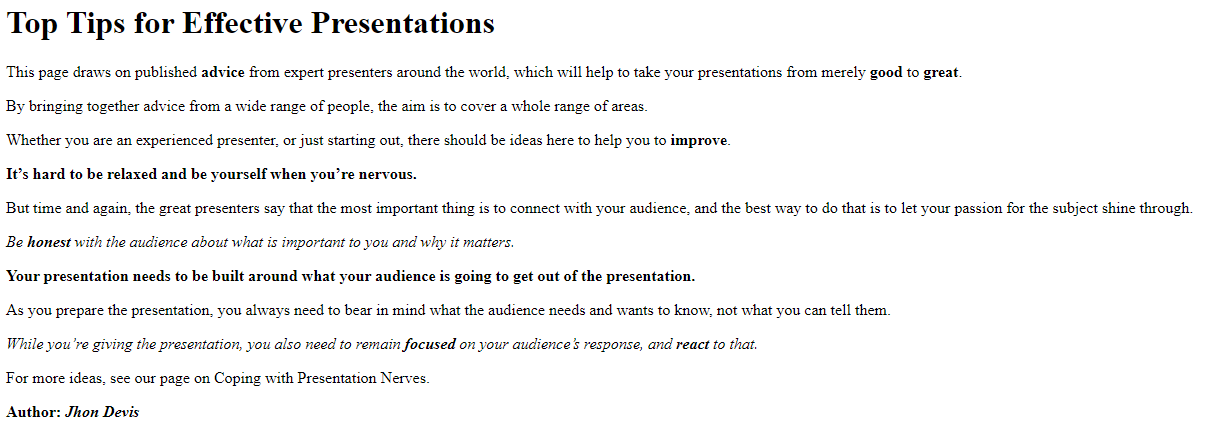 Top Tips for Effective Presentations
This page draws on published advice from expert presenters around the world, which will help to take your presentations from merely good to great.
By bringing together advice from a wide range of people, the aim is to cover a whole range of areas.
Whether you are an experienced presenter, or just starting out, there should be ideas here to help you to improve.
It’s hard to be relaxed and be yourself when you’re nervous.
But time and again, the great presenters say that the most important thing is to connect with your audience, and the best way to do that is to let your passion for the subject shine through.
Be honest with the audience about what is important to you and why it matters.
Your presentation needs to be built around what your audience is going to get out of the presentation.
As you prepare the presentation, you always need to bear in mind what the audience needs and wants to know, not what you can tell them.
While you’re giving the presentation, you also need to remain focused on your audience’s response, and react to that.
For more ideas, see our page on Coping with Presentation Nerves.
Author: Jhon Devis